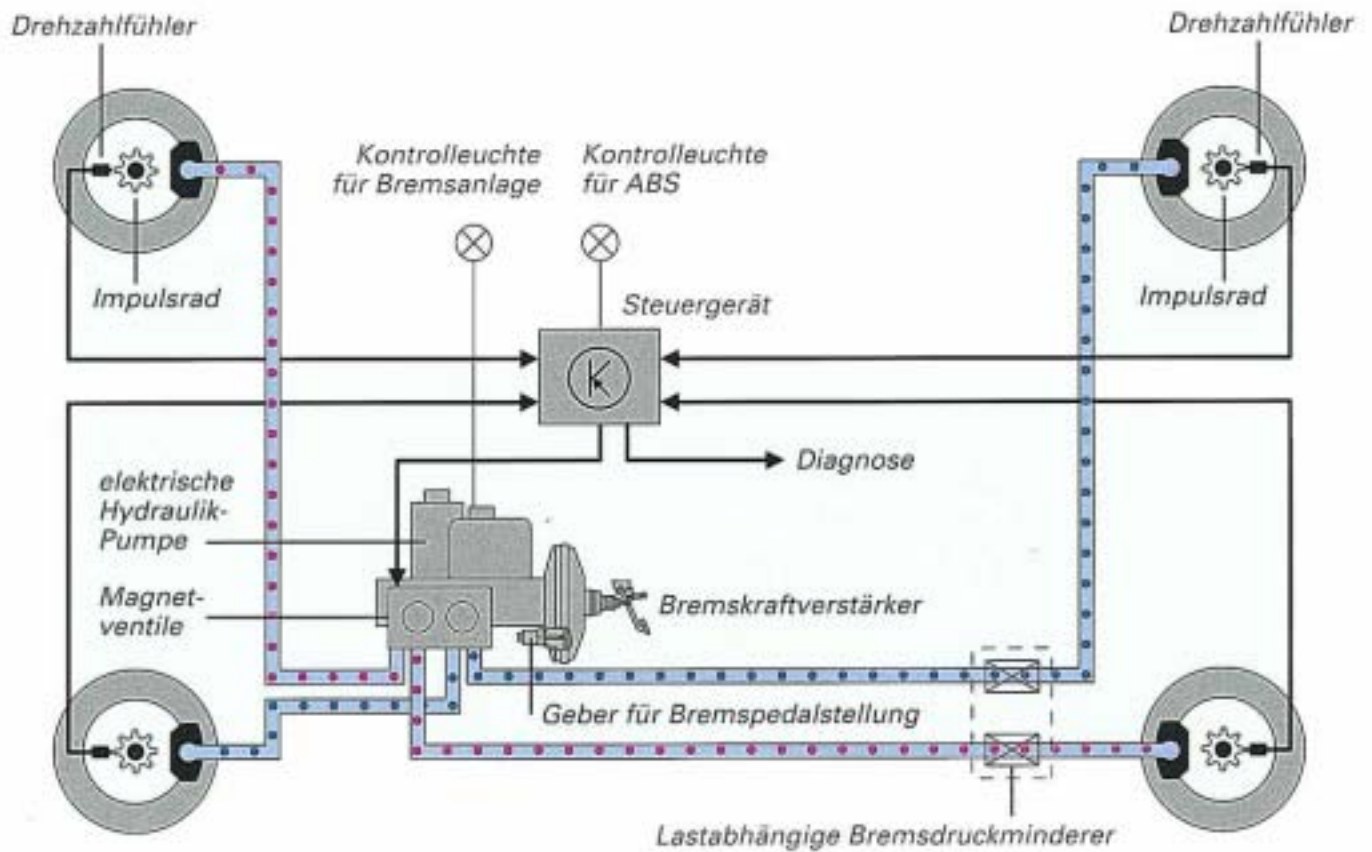 Drehzahlfühler
Drehzahlfühler
Kontrolleuchte
für Bremsanlage
Kontrolleuchte
für ABS
Impulsrad
Impulsrad
Steuergerät
Diagnose
elektrische
Hydraulik-
Pumpe
Magnet-
ventile
Bremskraftverstärker
Geber für Bremspedalstellung
Lastabhängige Bremsdruckminderer